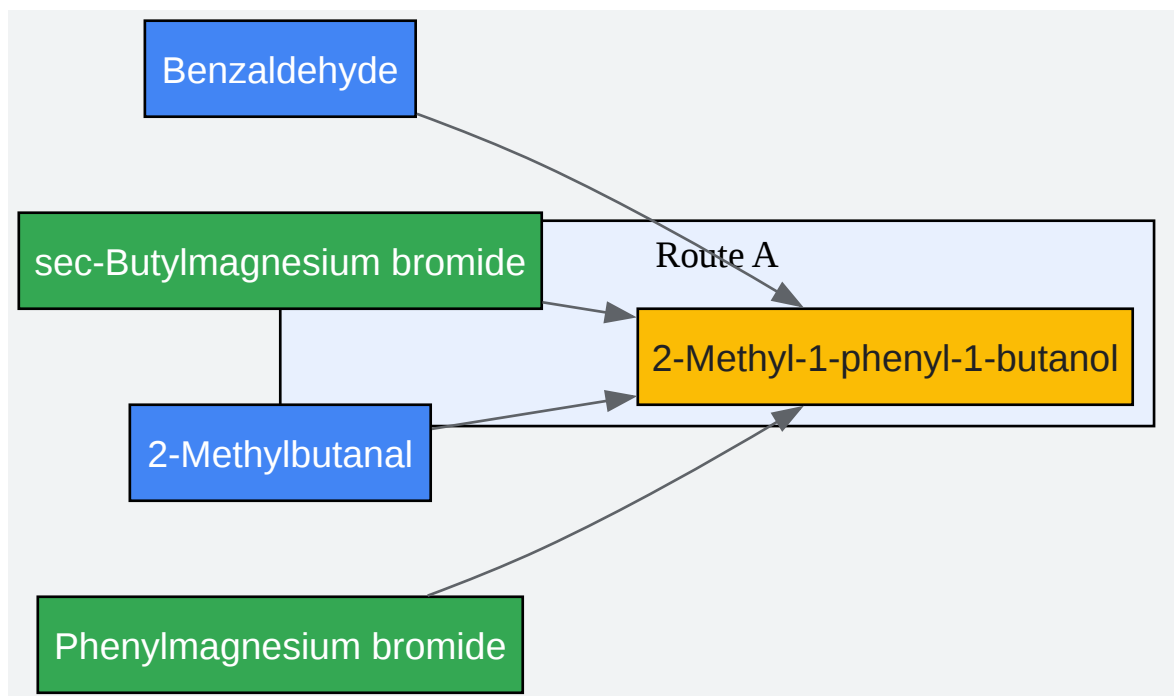 Benzaldehyde
sec-Butylmagnesium bromide
Route A
2-Methyl-1-phenyl-1-butanol
2-Methylbutanal
Phenylmagnesium bromide